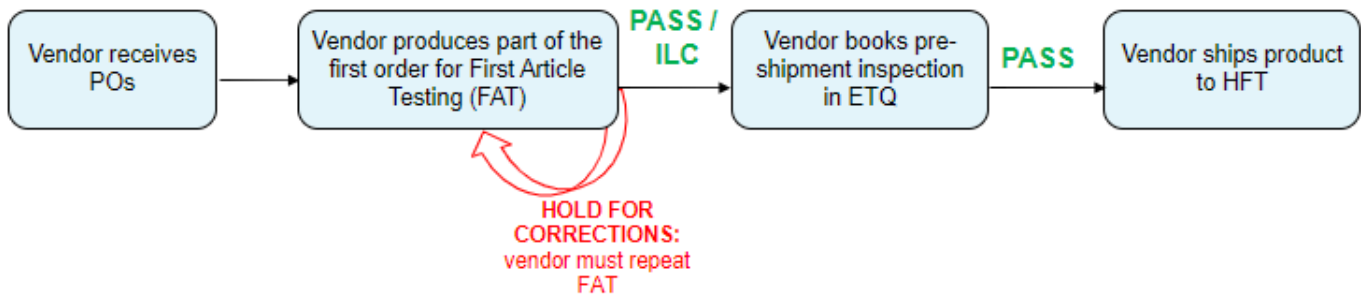 Vendor receives
POs
Vendor produces part of the
first order for First Article
Testing (FAT)
PASS /
ILC
Vendor books pre-
shipment inspection
in ETQ
PASS
Vendor ships product
to HFT
HOLD FOR
CORRECTIONS:
vendor must repeat
FAT